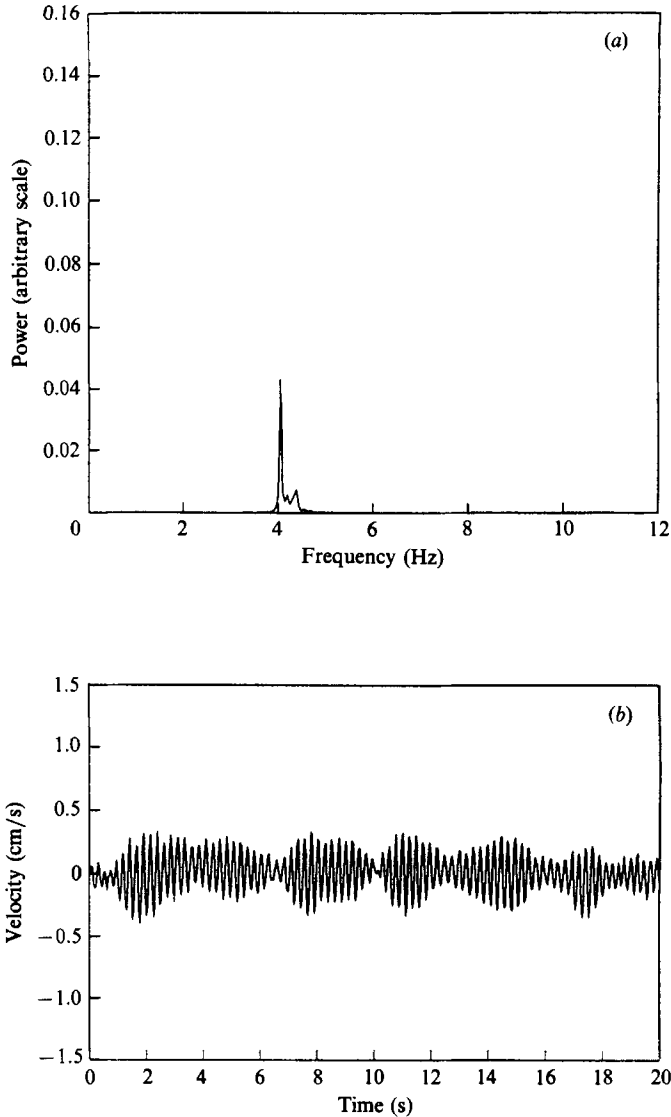 0.16
(a)
0.14
0.12
0.10
0.08
0.06
0.04
0.02
Power (arbitrary scale)
0 2 4 6 8 10 12
Frequency (Hz)
1.5
(b)
1.0
0.5
0
−0.5
−1.0
−1.5
Velocity (cm/s)
0 2 4 6 8 10 12 14 16 18 20
Time (s)